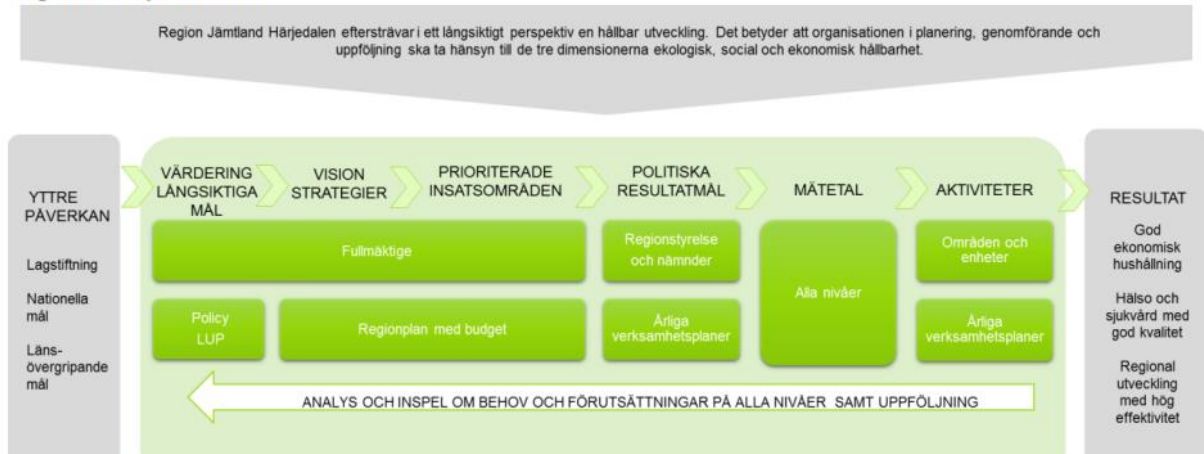 Region Jämtland Härjedalen eftersträvar i ett långsiktigt perspektiv en hållbar utveckling. Det betyder att organisationen i planering, genomförande och
uppföljning ska ta hänsyn till de tre dimensionerna ekologisk, social och ekonomisk hållbarhet.
YTTRE
PÅVERKAN
Lagstiftning
Nationella
mål
Läns-
övergripande
mål
VÄRDERING
LÅNGSIKTIGA
MÅL
VISION
STRATEGIER
PRIORITERADE
INSATSOMRÅDEN
POLITISKA
RESULTATMÅL
MÄTETAL
AKTIVITETER
Fullmäktige
Regionstyrelse
och nämnder
Alla nivåer
Områden och
enheter
Policy
LUP
Regionplan med budget
Årliga
verksamhetsplaner
Årliga
verksamhetsplaner
ANALYS OCH INSPEL OM BEHOV OCH FÖRUTSÄTTNINGAR PÅ ALLA NIVÅER SAMT UPPFÖLJNING
RESULTAT
God
ekonomisk
hushållning
Hälso och
sjukvård med
god kvalitet
Regional
utveckling
med hög
effektivitet